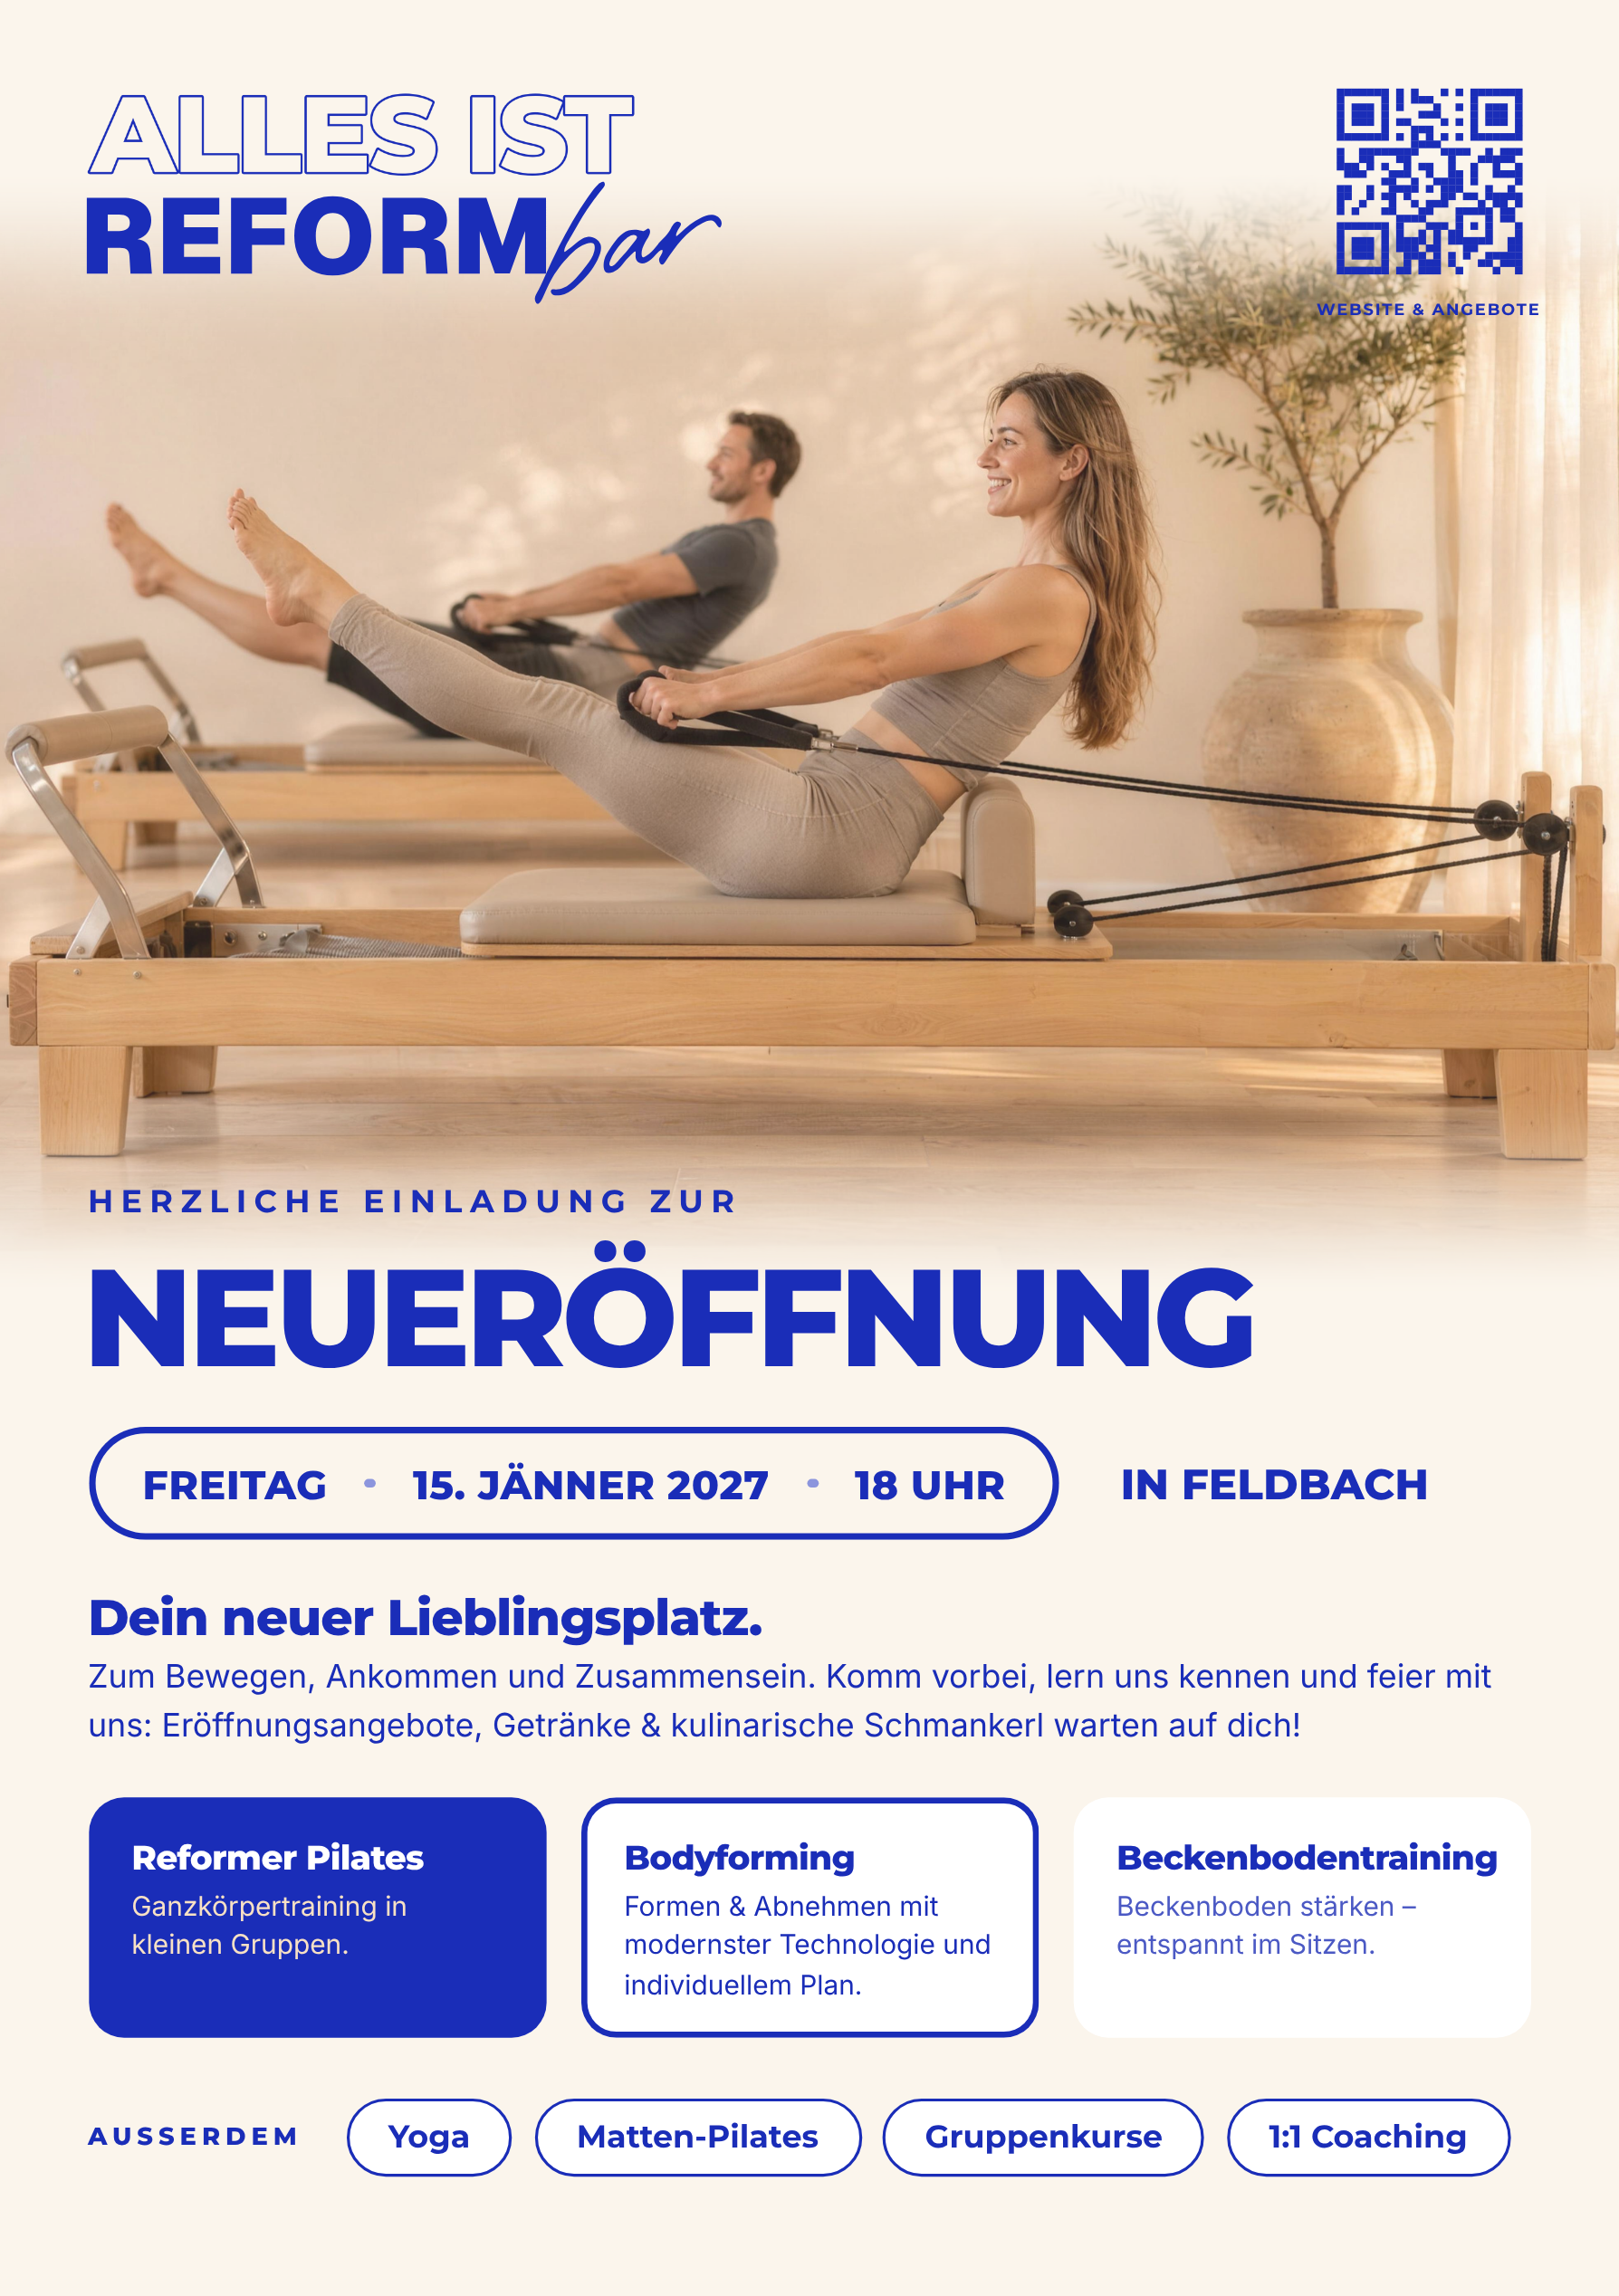 ALLES IST
REFORMbar
WEBSITE & ANGEBOTE
HERZLICHE EINLADUNG ZUR
NEUERÖFFNUNG
FREITAG • 15. JÄNNER 2027 • 18 UHR
IN FELDBACH
Dein neuer Lieblingsplatz.
Zum Bewegen, Ankommen und Zusammensein. Komm vorbei, lern uns kennen und feier mit
uns: Eröffnungsangebote, Getränke & kulinarische Schmankerl warten auf dich!
Reformer Pilates
Ganzkörpertraining in
kleinen Gruppen.
Bodyforming
Formen & Abnehmen mit
modernster Technologie und
individuellem Plan.
Beckenbodentraining
Beckenboden stärken –
entspannt im Sitzen.
AUSSERDEM
Yoga
Matten-Pilates
Gruppenkurse
1:1 Coaching